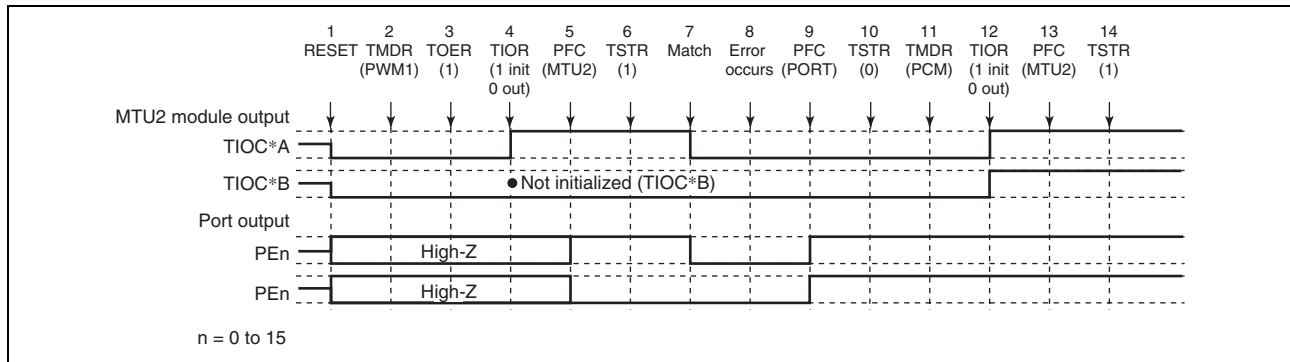 1 2 3 4 5 6 7 8 9 10 11 12 13 14
RESET TMDR TOER TIOR PFC TSTR Match Error PFC TSTR TMDR TIOR PFC TSTR
(PWM1) (1) (1 init (MTU2) (1) occurs (PORT) (0) (PCM) (1 init (MTU2) (1)
0 out) 0 out)
MTU2 module output
TIOC*A
TIOC*B ● Not initialized (TIOC*B)
Port output
PEn High-Z
PEn High-Z
n = 0 to 15